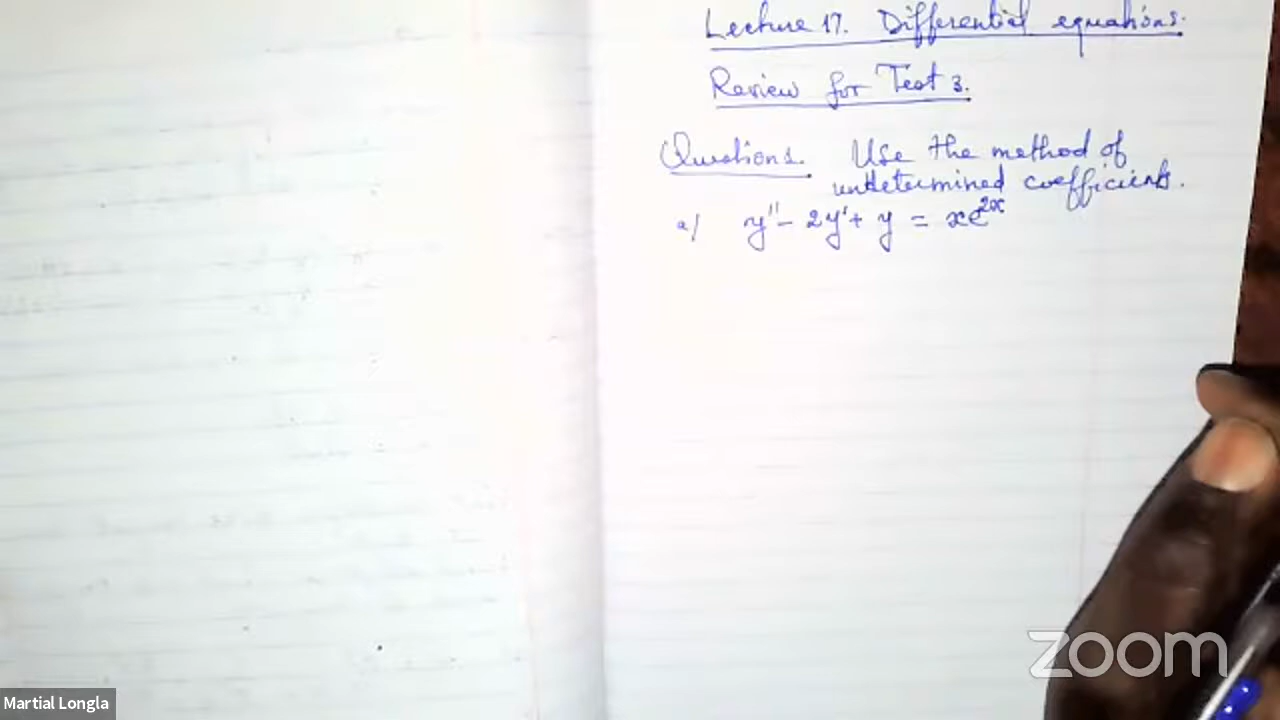 Lecture 17. Differential equations.
Review for Test 3.
Questions. Use the method of
undetermined coefficients.
a/ y'' - 2y' + y = xe^{2x}
zoom
Martial Longla